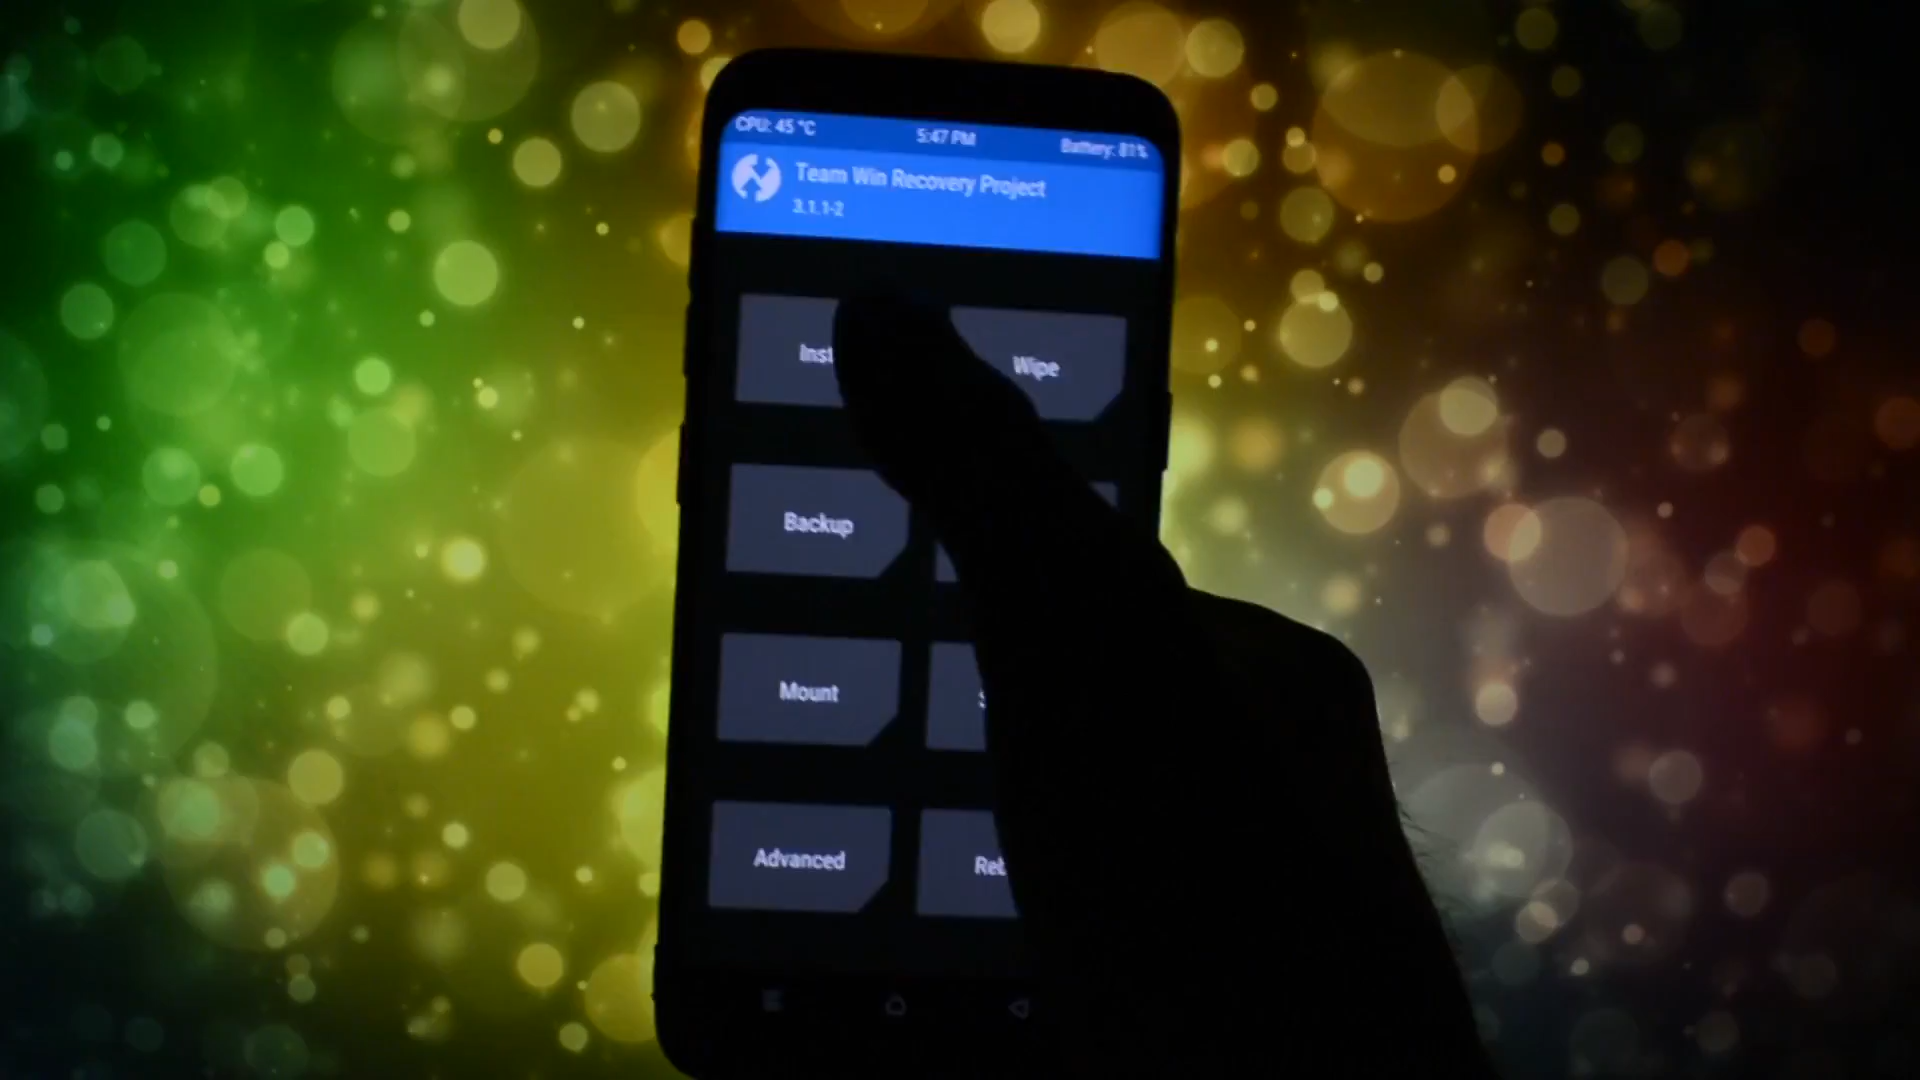 CPU: 45 °C 5:47 PM Battery: 81%
Team Win Recovery Project
3.1.1-2
Inst Wipe
Backup
Mount S
Advanced Reb